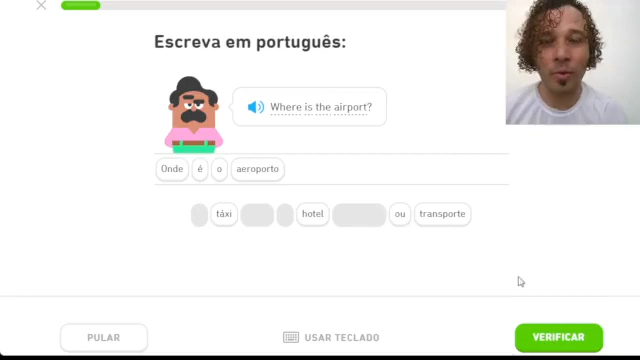 Escreva em português:
Where is the airport?
Onde é o aeroporto
táxi hotel ou transporte
PULAR USAR TECLADO VERIFICAR